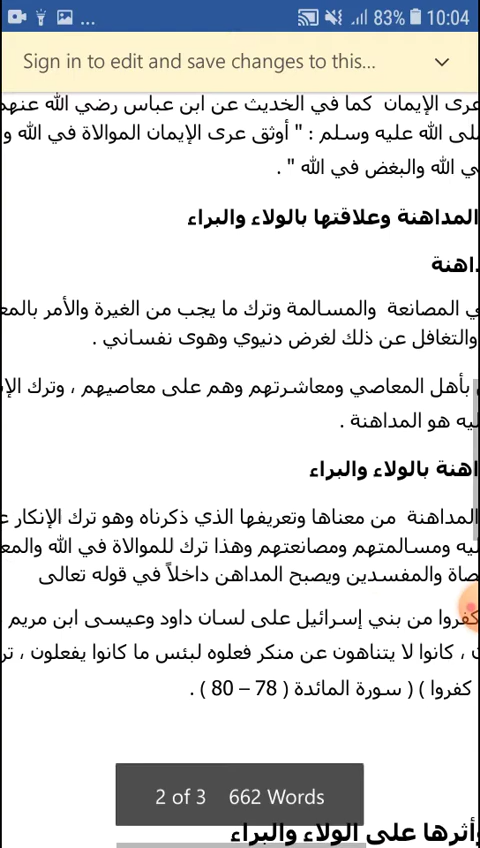 ... 83% 10:04
Sign in to edit and save changes to this...
عرى الإيمان كما في الحديث عن ابن عباس رضي الله عنهم
لى الله عليه وسلم : " أوثق عرى الإيمان الموالاة في الله و
ي الله والبغض في الله " .
المداهنة وعلاقتها بالولاء والبراء
داهنة
ي المصانعة والمسالمة وترك ما يجب من الغيرة والأمر بالمع
والتغافل عن ذلك لغرض دنيوي وهوى نفساني .
بأهل المعاصي ومعاشرتهم وهم على معاصيهم ، وترك الإن
ليه هو المداهنة .
اهنة بالولاء والبراء
المداهنة من معناها وتعريفها الذي ذكرناه وهو ترك الإنكار ع
ليه ومسالمتهم ومصانعتهم وهذا ترك للموالاة في الله والمع
صاة والمفسدين ويصبح المداهن داخلاً في قوله تعالى
كفروا من بني إسرائيل على لسان داود وعيسى ابن مريم
، كانوا لا يتناهون عن منكر فعلوه لبئس ما كانوا يفعلون ، تر
كفروا ) ( سورة المائدة ( 78 – 80 ) .
2 of 3 662 Words
وأثرها على الولاء والبراء